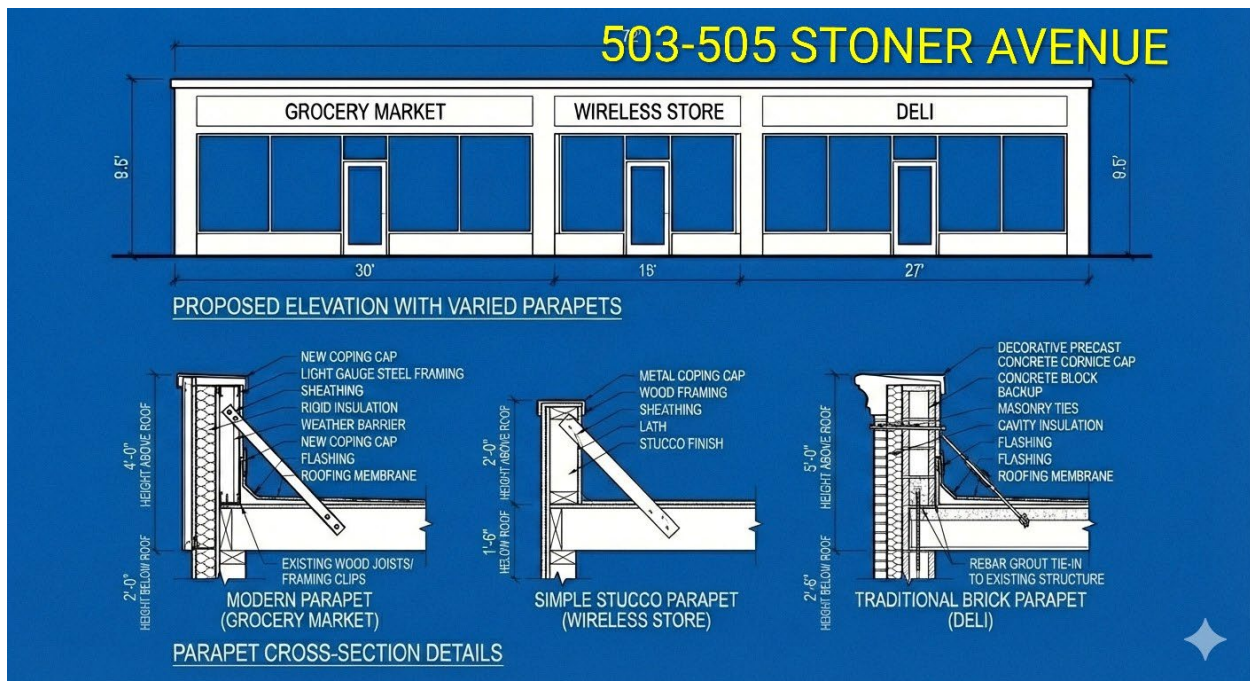 503-505 STONER AVENUE
GROCERY MARKET
WIRELESS STORE
DELI
9.5'
9.5'
30'
27'
PROPOSED ELEVATION WITH VARIED PARAPETS
NEW COPING CAP
LIGHT GAUGE STEEL FRAMING
SHEATHING
RIGID INSULATION
WEATHER BARRIER
NEW COPING CAP
FLASHING
ROOFING MEMBRANE
4'-0"
HEIGHT ABOVE ROOF
2'-0"
HEIGHT BELOW ROOF
EXISTING WOOD JOISTS/
FRAMING CLIPS
MODERN PARAPET
(GROCERY MARKET)
METAL COPING CAP
WOOD FRAMING
SHEATHING
LATH
STUCCO FINISH
2'-0"
HEIGHT ABOVE ROOF
1'-6"
BELOW ROOF
SIMPLE STUCCO PARAPET
(WIRELESS STORE)
DECORATIVE PRECAST
CONCRETE CORNICE CAP
CONCRETE BLOCK
BACKUP
MASONRY TIES
CAVITY INSULATION
FLASHING
FLASHING
ROOFING MEMBRANE
5'-0"
HEIGHT ABOVE ROOF
2'-6"
HEIGHT BELOW ROOF
REBAR GROUT TIE-IN
TO EXISTING STRUCTURE
TRADITIONAL BRICK PARAPET
(DELI)
PARAPET CROSS-SECTION DETAILS